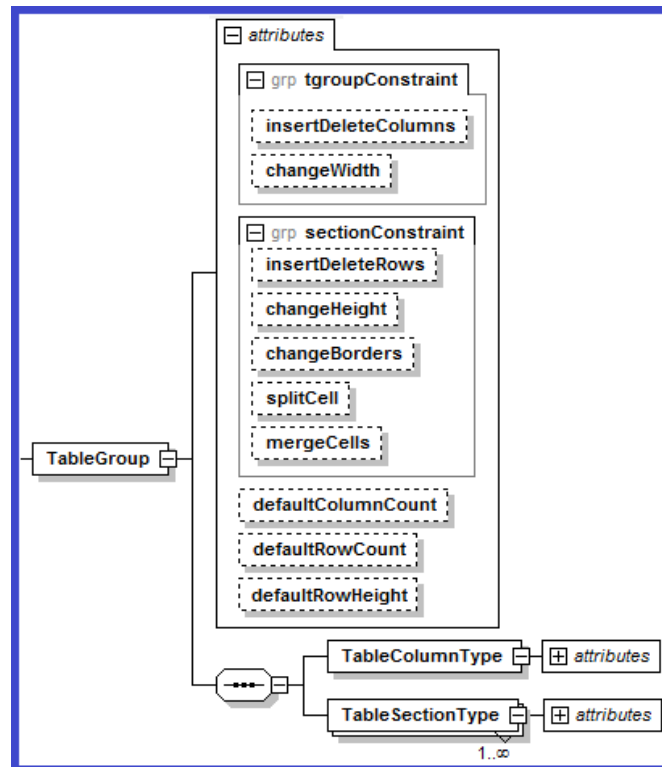 attributes
grp tgroupConstraint
insertDeleteColumns
changeWidth
grp sectionConstraint
insertDeleteRows
changeHeight
changeBorders
splitCell
mergeCells
TableGroup
defaultColumnCount
defaultRowCount
defaultRowHeight
TableColumnType
attributes
TableSectionType
attributes
1..∞